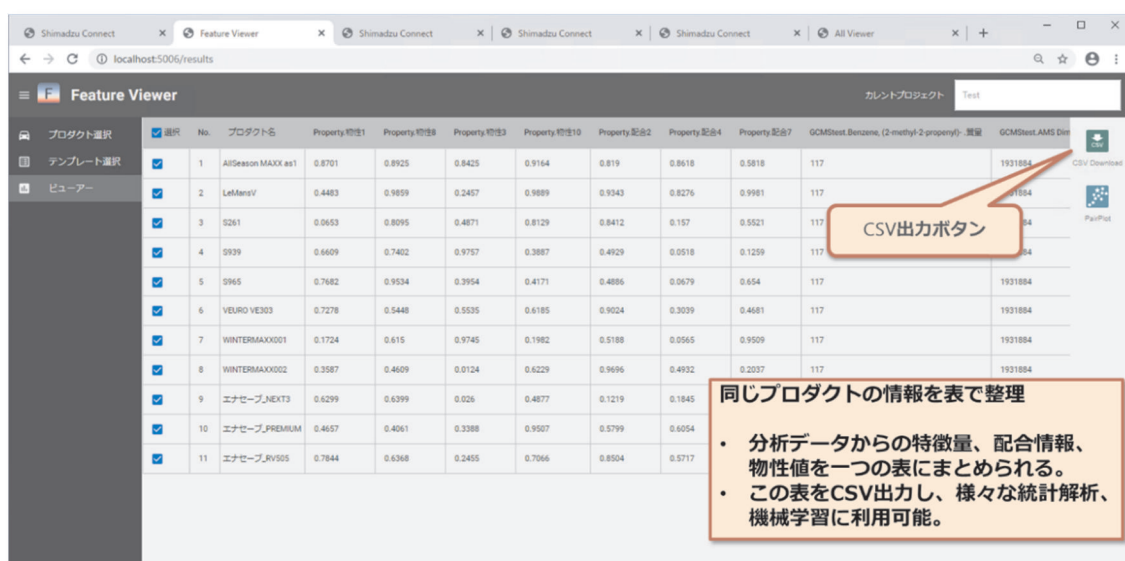 Shimadzu Connect × Feature Viewer × Shimadzu Connect × Shimadzu Connect × Shimadzu Connect × All Viewer × +
localhost:5006/results
F Feature Viewer カレントプロジェクト Test
プロダクト選択
テンプレート選択
ビューアー
選択 No. プロダクト名 Property.物性1 Property.物性8 Property.物性3 Property.物性10 Property.配合2 Property.配合4 Property.配合7 GCMStest.Benzene, (2-methyl-2-propenyl)- .質量 GCMStest.AMS Dim
1 AllSeason MAXX as1 0.8701 0.8925 0.8425 0.9164 0.819 0.8618 0.5818 117 1931884
2 LeMansV 0.4483 0.9859 0.2457 0.9889 0.9343 0.8276 0.9981 117 1884
3 S261 0.0653 0.8095 0.4871 0.8129 0.8412 0.157 0.5521 117 84
4 S939 0.6609 0.7402 0.9757 0.3887 0.4929 0.0518 0.1259 117 84
5 S965 0.7682 0.9534 0.3954 0.4171 0.4886 0.0679 0.654 117 1931884
6 VEURO VE303 0.7278 0.5448 0.5535 0.6185 0.9024 0.3039 0.4681 117 1931884
7 WINTERMAXX001 0.1724 0.615 0.9745 0.1982 0.5188 0.0565 0.9509 117 1931884
8 WINTERMAXX002 0.3587 0.4609 0.0124 0.6229 0.9696 0.4932 0.2037 117 1931884
9 エナセーブ_NEXT3 0.6299 0.6399 0.026 0.4877 0.1219 0.1845
10 エナセーブ_PREMIUM 0.4657 0.4061 0.3388 0.9507 0.5799 0.6054
11 エナセーブ_RV505 0.7844 0.6368 0.2455 0.7066 0.8504 0.5717
CSV
CSV Download
PairPlot
CSV出力ボタン
同じプロダクトの情報を表で整理
• 分析データからの特徴量、配合情報、
物性値を一つの表にまとめられる。
• この表をCSV出力し、様々な統計解析、
機械学習に利用可能。